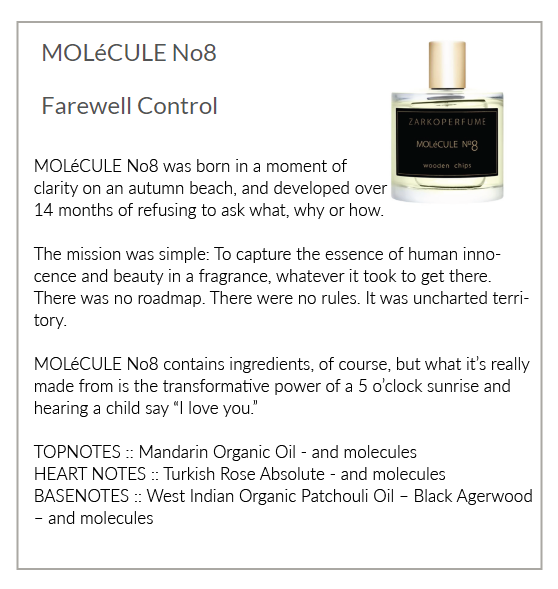 MOLéCULE No8
Farewell Control
ZARKOPERFUME
MOLéCULE No8
wooden chips
MOLéCULE No8 was born in a moment of
clarity on an autumn beach, and developed over
14 months of refusing to ask what, why or how.
The mission was simple: To capture the essence of human inno-
cence and beauty in a fragrance, whatever it took to get there.
There was no roadmap. There were no rules. It was uncharted terri-
tory.
MOLéCULE No8 contains ingredients, of course, but what it’s really
made from is the transformative power of a 5 o’clock sunrise and
hearing a child say “I love you.”
TOPNOTES :: Mandarin Organic Oil - and molecules
HEART NOTES :: Turkish Rose Absolute - and molecules
BASENOTES :: West Indian Organic Patchouli Oil – Black Agerwood
– and molecules